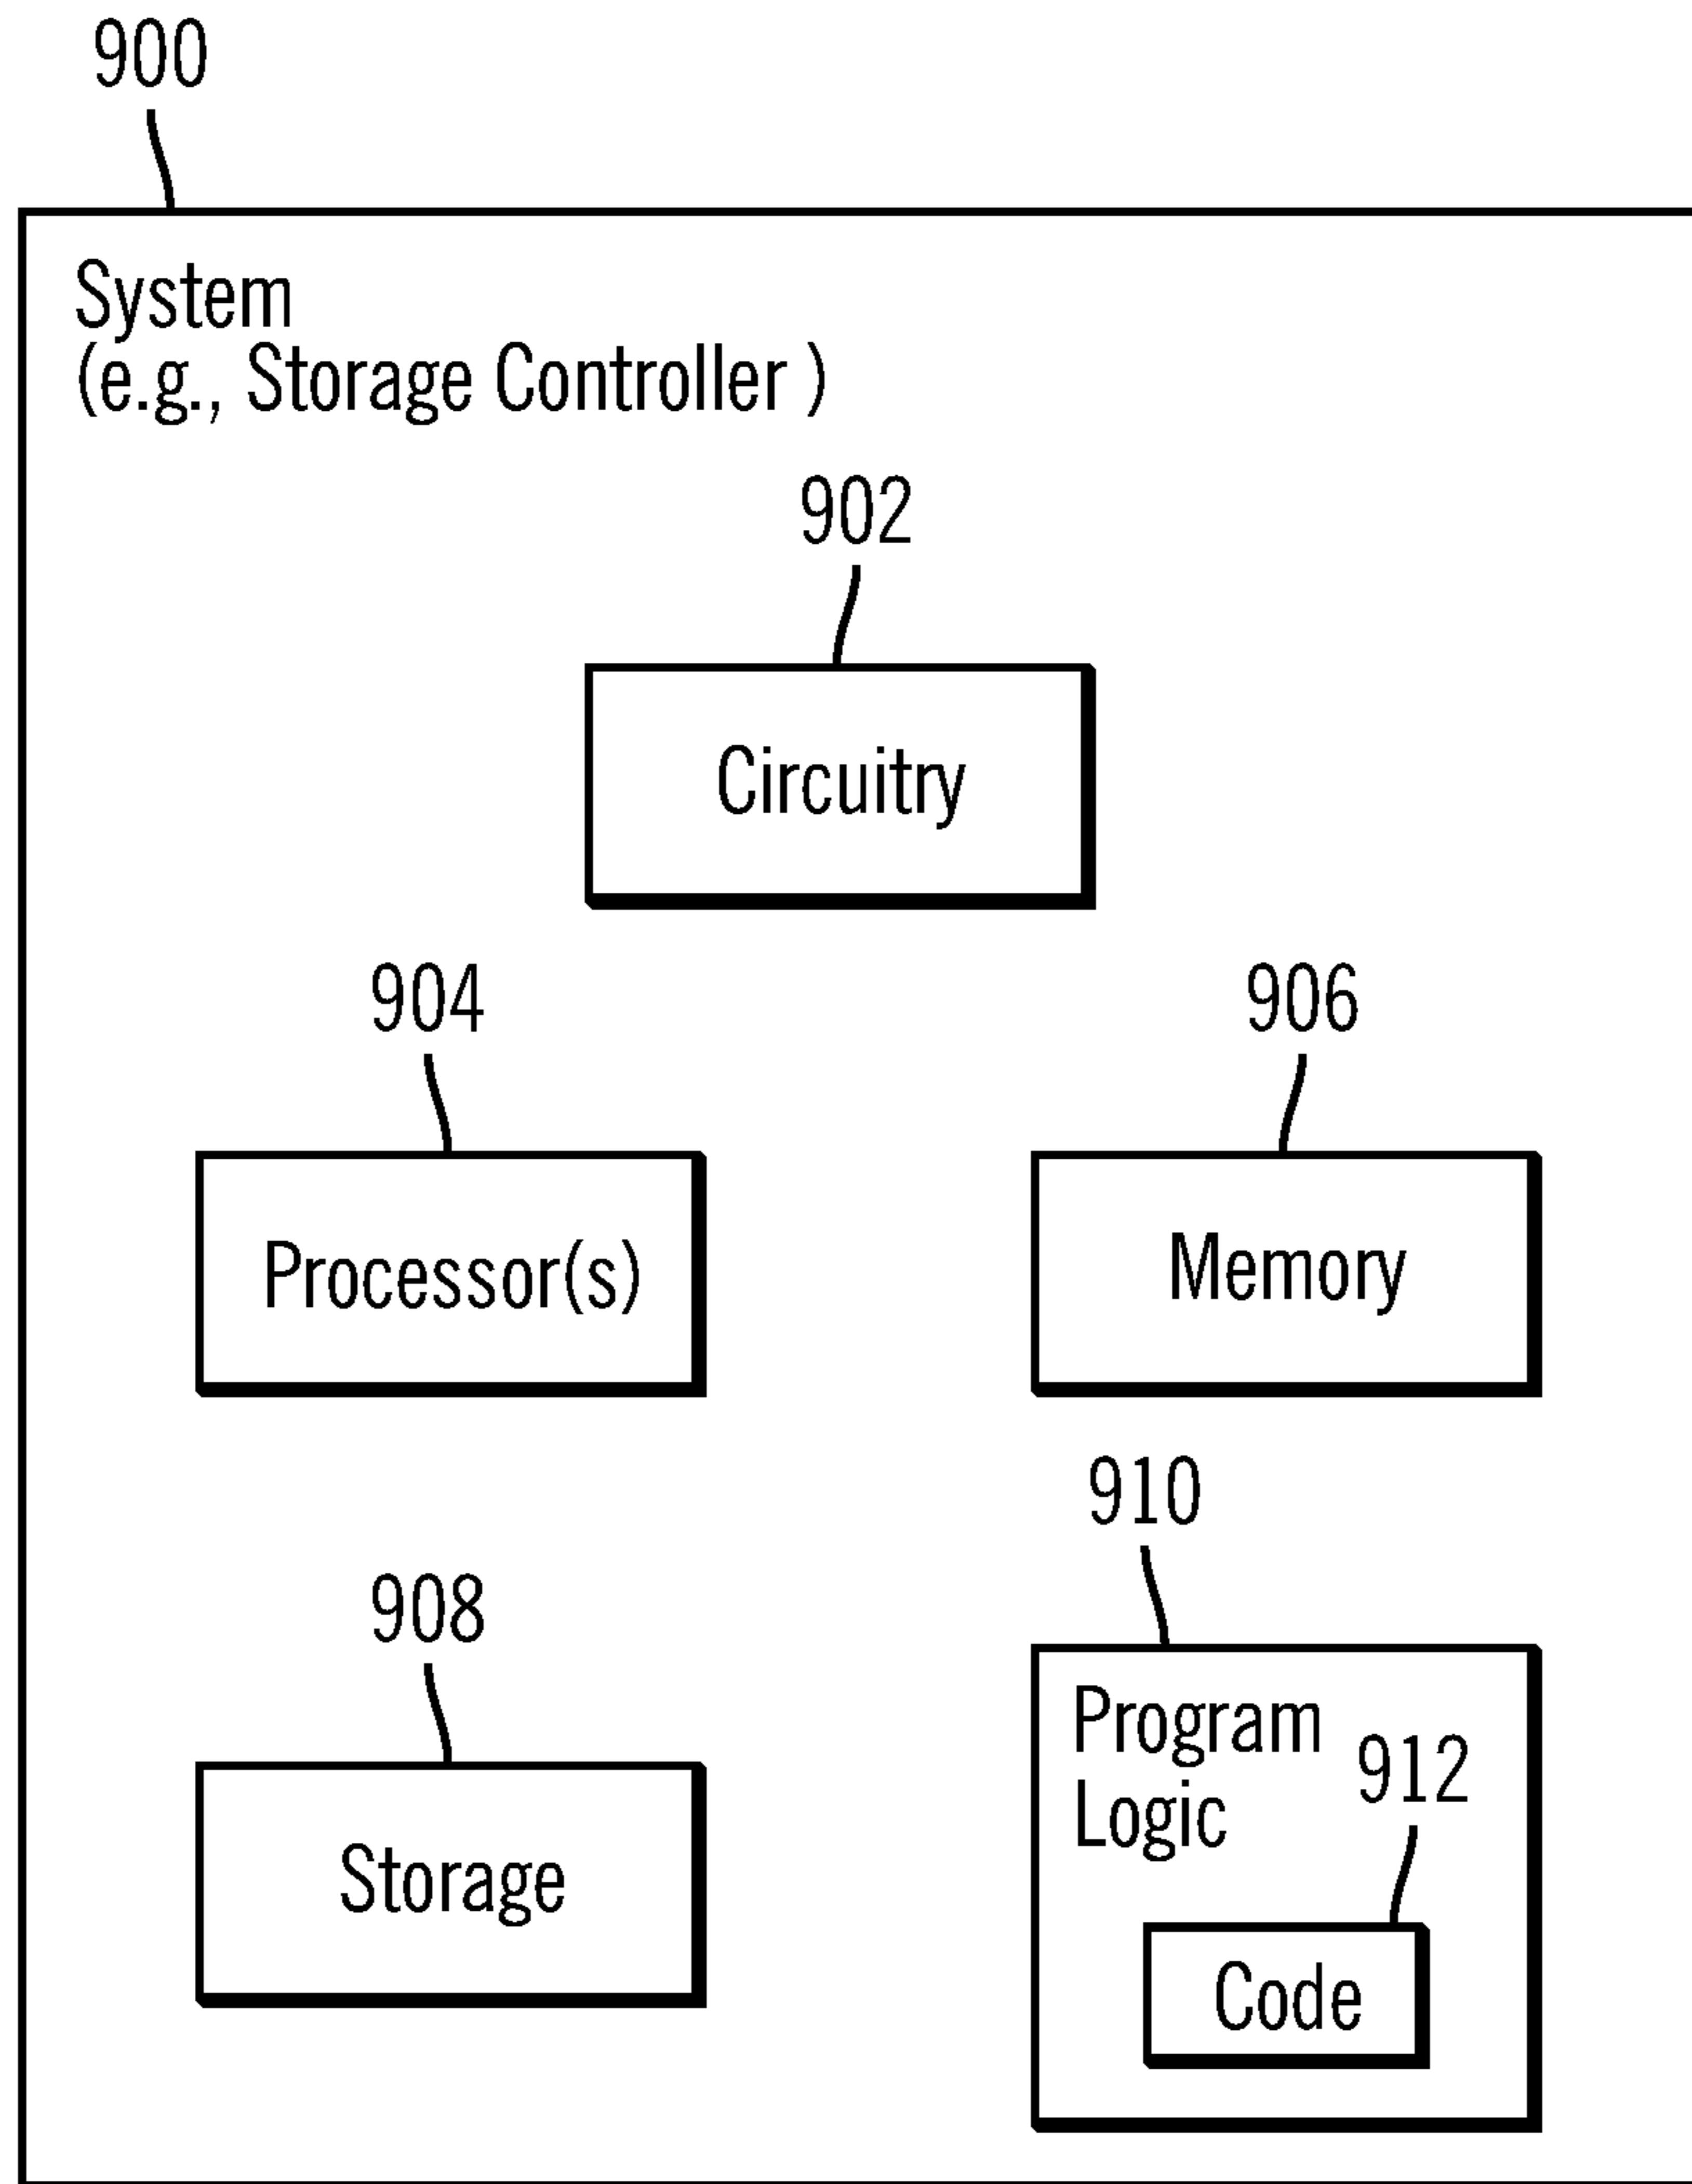 900
System
(e.g., Storage Controller )
902
Circuitry
904
906
Processor(s)
Memory
910
908
Program
Logic
912
Storage
Code